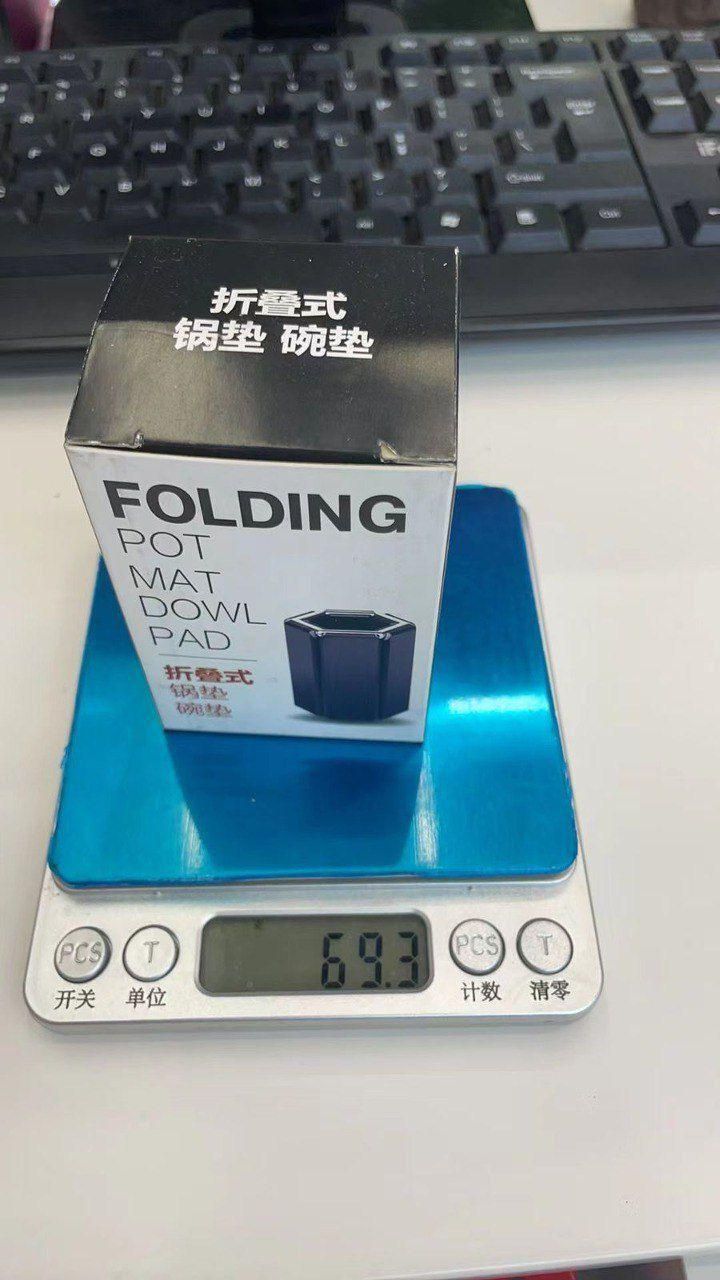 折叠式
锅垫 碗垫
FOLDING
POT
MAT
DOWL
PAD
折叠式
锅垫
碗垫
69.3
PCS T PCS T
开关 单位 计数 清零